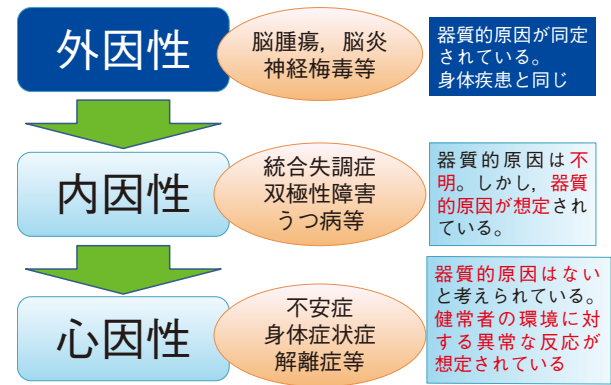 外因性
脳腫瘍，脳炎
神経梅毒等
器質的原因が同定
されている。
身体疾患と同じ
内因性
統合失調症
双極性障害
うつ病等
器質的原因は不
明。しかし，器質
的原因が想定され
ている。
心因性
不安症
身体症状症
解離症等
器質的原因はない
と考えられている。
健常者の環境に対
する異常な反応が
想定されている